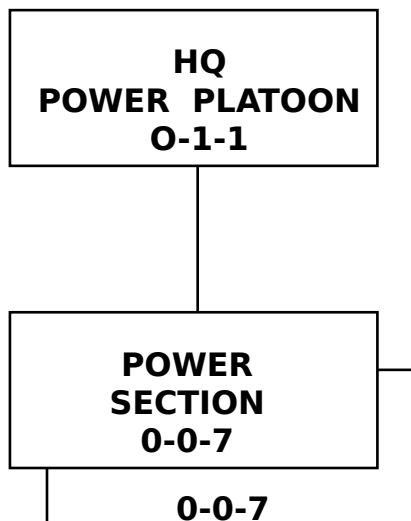 HQ
POWER PLATOON
O-1-1
POWER
SECTION
0-0-7
0-0-7